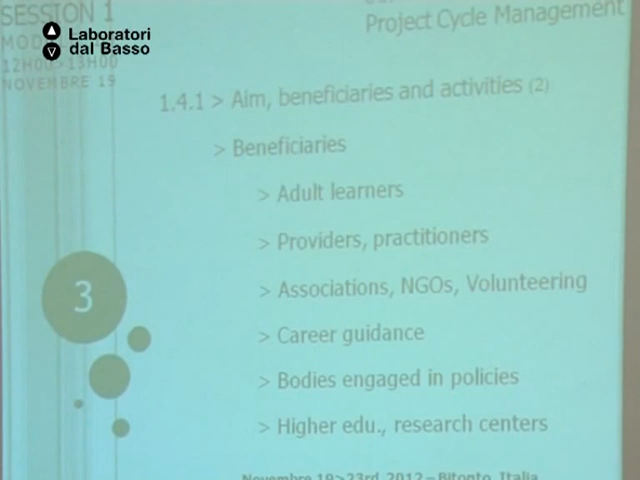 SESSION 1
Project Cycle Management
Laboratori
dal Basso
12H00>13H00
NOVEMBRE 19
1.4.1 > Aim, beneficiaries and activities (2)
> Beneficiaries
> Adult learners
> Providers, practitioners
> Associations, NGOs, Volunteering
3
> Career guidance
> Bodies engaged in policies
> Higher edu., research centers
Novembre 19>23rd, 2012 – Bitonto, Italia